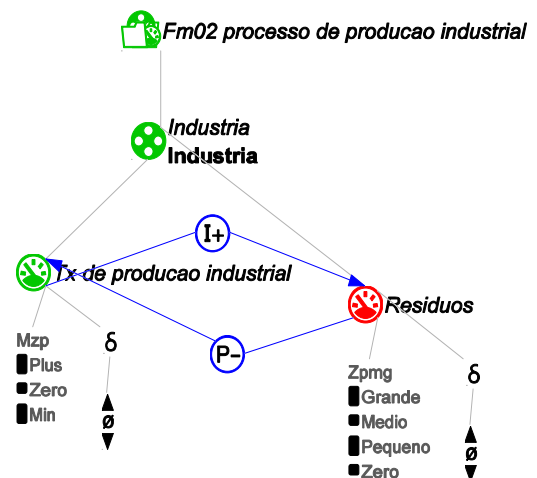 Fm02 processo de producao industrial
Industria
Industria
I+
Tx de producao industrial
Residuos
P-
Mzp
Plus
Zero
Min
δ
ø
Zpmg
Grande
Medio
Pequeno
Zero
δ
ø